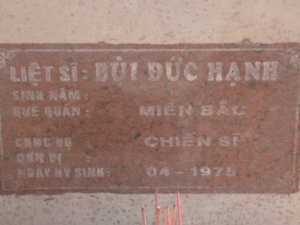 LIỆT SĨ: BÙI ĐỨC HẠNH
SINH NĂM:
QUÊ QUÁN: MIỀN BẮC
CHỨC VỤ : CHIẾN SĨ
ĐƠN VỊ :
NGÀY HY SINH: 04 - 1975